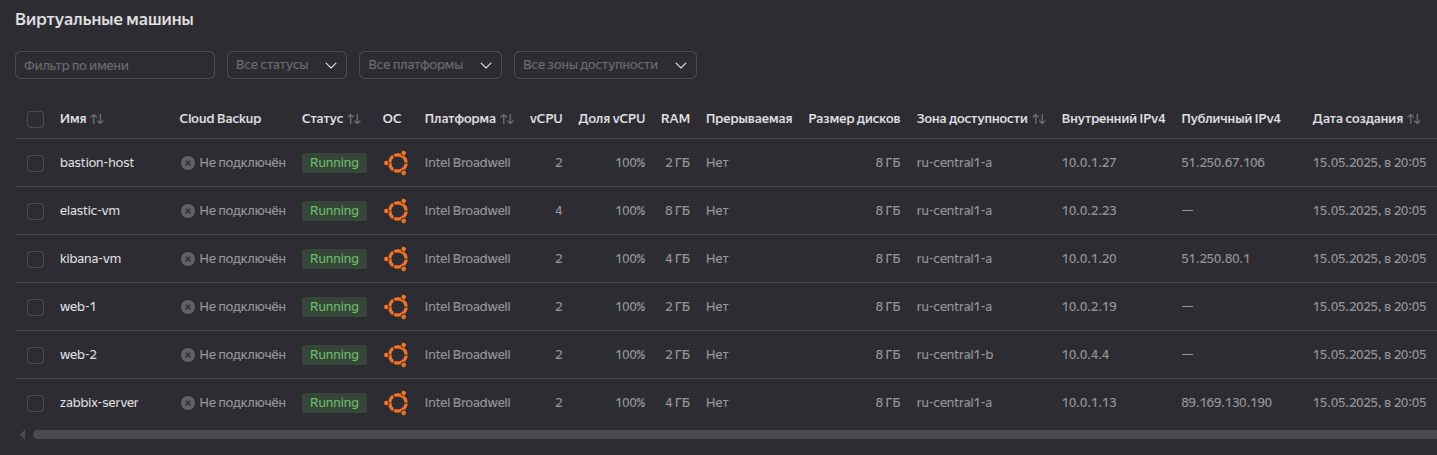 Виртуальные машины
Фильтр по имени Все статусы Все платформы Все зоны доступности
Имя Cloud Backup Статус ОС Платформа vCPU Доля vCPU RAM Прерываемая Размер дисков Зона доступности Внутренний IPv4 Публичный IPv4 Дата создания
bastion-host Не подключён Running Intel Broadwell 2 100% 2 ГБ Нет 8 ГБ ru-central1-a 10.0.1.27 51.250.67.106 15.05.2025, в 20:05
elastic-vm Не подключён Running Intel Broadwell 4 100% 8 ГБ Нет 8 ГБ ru-central1-a 10.0.2.23 — 15.05.2025, в 20:05
kibana-vm Не подключён Running Intel Broadwell 2 100% 4 ГБ Нет 8 ГБ ru-central1-a 10.0.1.20 51.250.80.1 15.05.2025, в 20:05
web-1 Не подключён Running Intel Broadwell 2 100% 2 ГБ Нет 8 ГБ ru-central1-a 10.0.2.19 — 15.05.2025, в 20:05
web-2 Не подключён Running Intel Broadwell 2 100% 2 ГБ Нет 8 ГБ ru-central1-b 10.0.4.4 — 15.05.2025, в 20:05
zabbix-server Не подключён Running Intel Broadwell 2 100% 4 ГБ Нет 8 ГБ ru-central1-a 10.0.1.13 89.169.130.190 15.05.2025, в 20:05